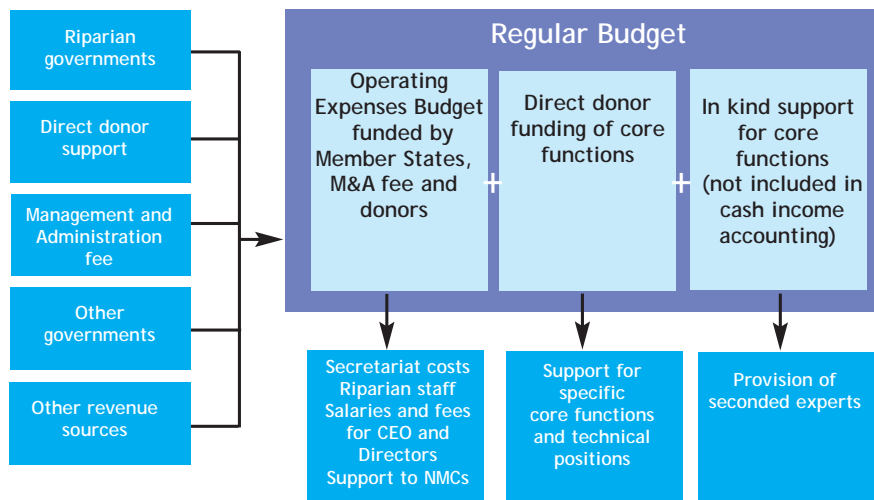 Riparian
governments
Direct donor
support
Management and
Administration
fee
Other
governments
Other revenue
sources
Regular Budget
Operating
Expenses Budget
funded by
Member States,
M&A fee and
donors
+
Direct donor
funding of core
functions
+
In kind support
for core
functions
(not included in
cash income
accounting)
Secretariat costs
Riparian staff
Salaries and fees
for CEO and
Directors
Support to NMCs
Support for
specific
core functions
and technical
positions
Provision of
seconded experts